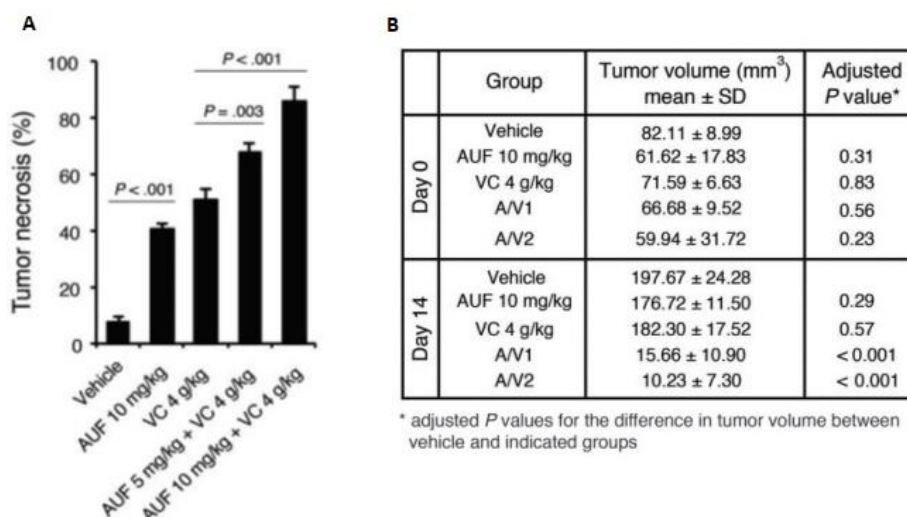 A
Tumor necrosis (%)
100
80
60
40
20
0
P < .001
P = .003
P < .001
Vehicle
AUF 10 mg/kg
VC 4 g/kg
AUF 5 mg/kg + VC 4 g/kg
AUF 10 mg/kg + VC 4 g/kg
B
Group Tumor volume (mm³) mean ± SD Adjusted P value*
Day 0
Vehicle 82.11 ± 8.99
AUF 10 mg/kg 61.62 ± 17.83 0.31
VC 4 g/kg 71.59 ± 6.63 0.83
A/V1 66.68 ± 9.52 0.56
A/V2 59.94 ± 31.72 0.23
Day 14
Vehicle 197.67 ± 24.28
AUF 10 mg/kg 176.72 ± 11.50 0.29
VC 4 g/kg 182.30 ± 17.52 0.57
A/V1 15.66 ± 10.90 < 0.001
A/V2 10.23 ± 7.30 < 0.001
* adjusted P values for the difference in tumor volume between
vehicle and indicated groups